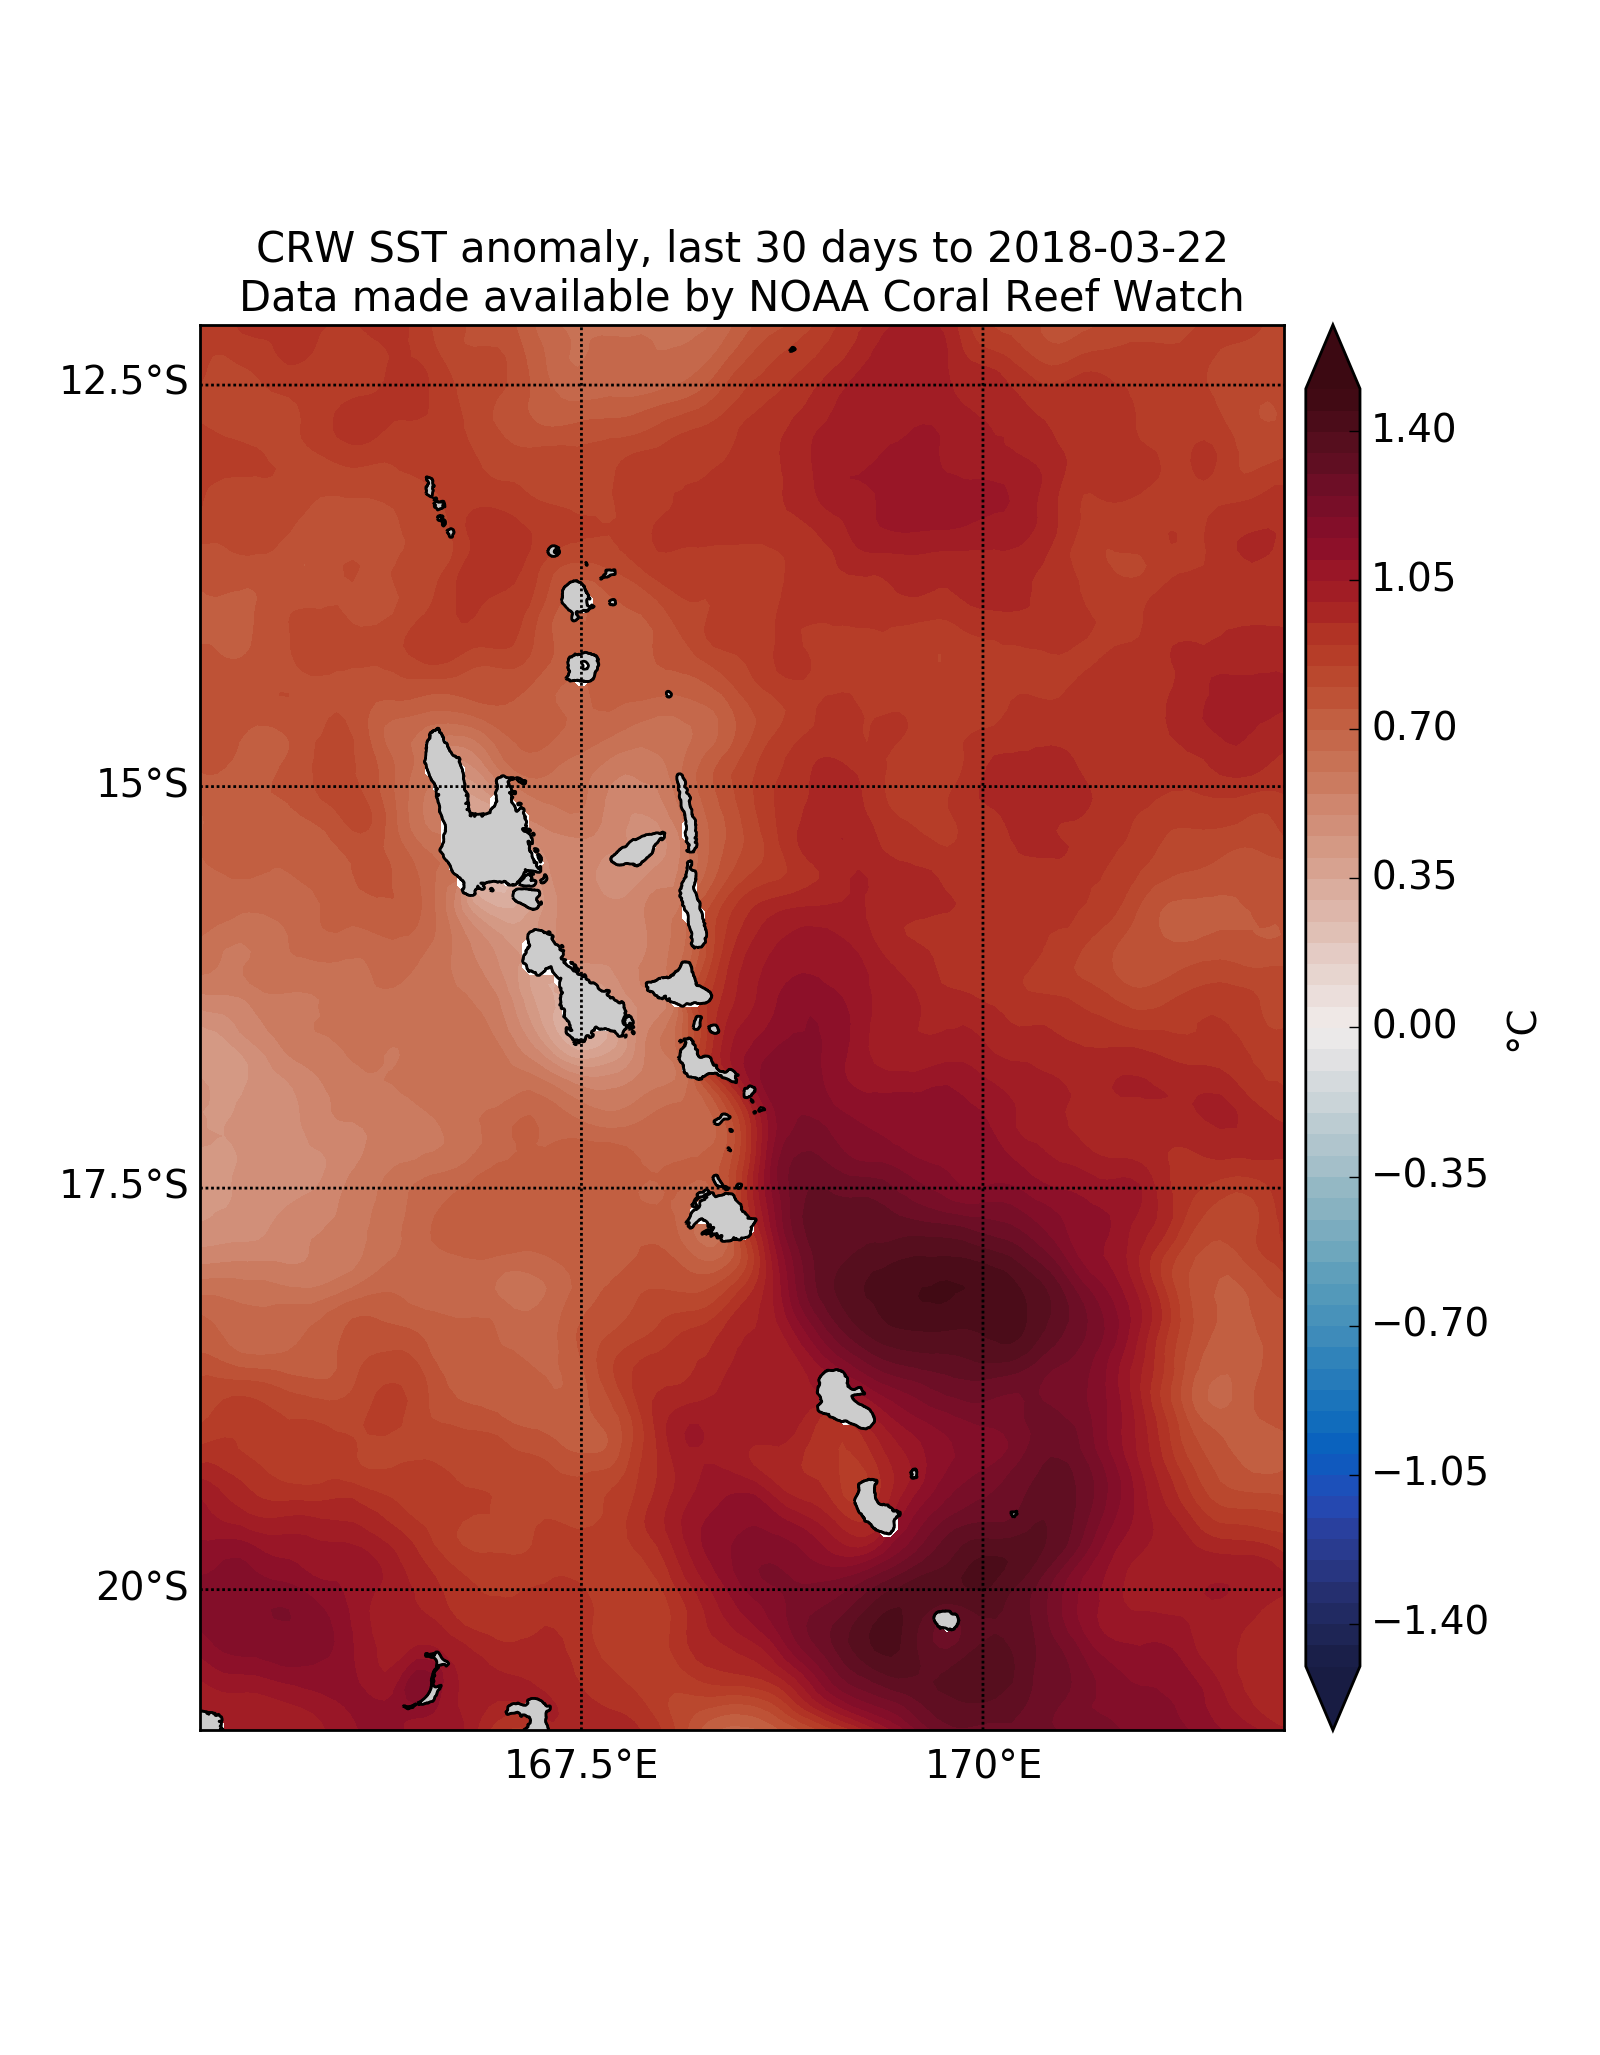 CRW SST anomaly, last 30 days to 2018-03-22
Data made available by NOAA Coral Reef Watch
12.5°S
15°S
17.5°S
20°S
167.5°E
170°E
1.40
1.05
0.70
0.35
0.00
−0.35
−0.70
−1.05
−1.40
°C